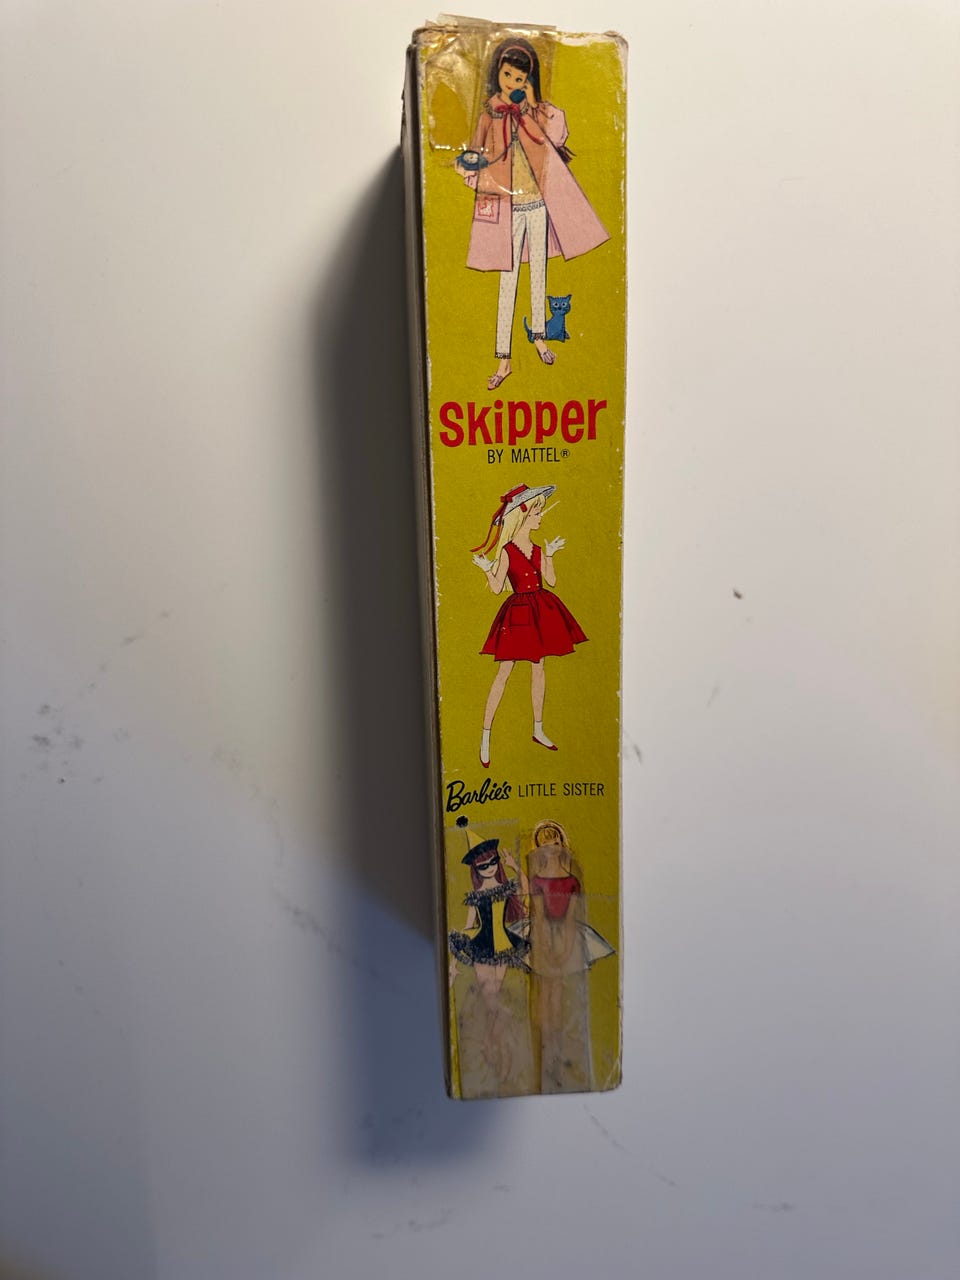 Skipper
BY MATTEL®
Barbie's LITTLE SISTER